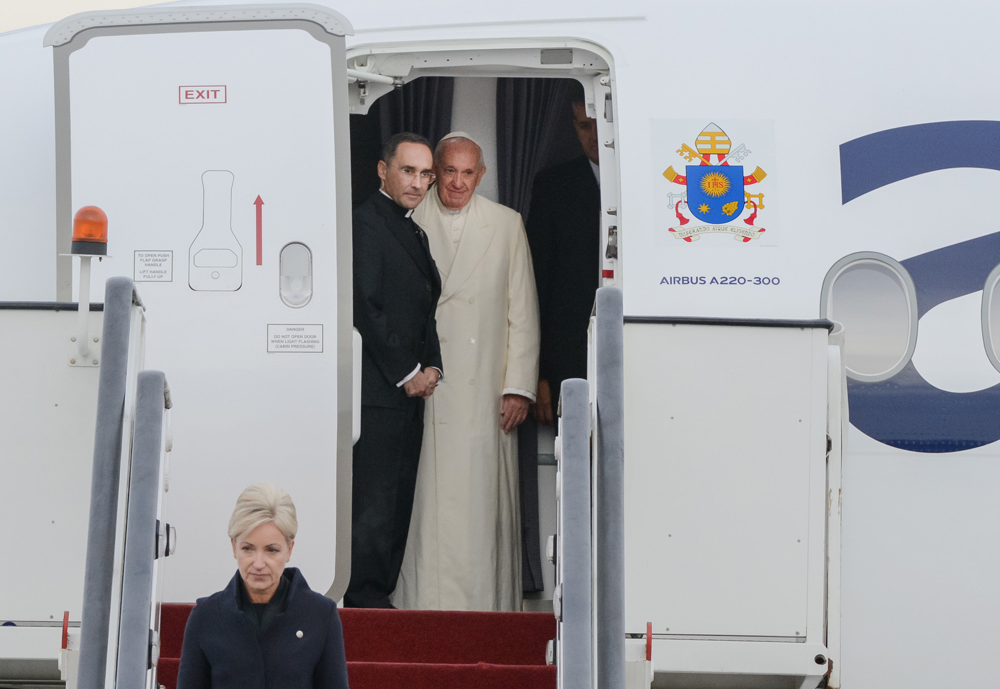 EXIT
TO OPEN PUSH
FLAP GRASP
HANDLE
LIFT HANDLE
FULLY UP
DANGER
DO NOT OPEN DOOR
WHEN LIGHT FLASHING
(CABIN PRESSURE)
IHS
MISERANDO ATQUE ELIGENDO
AIRBUS A220-300